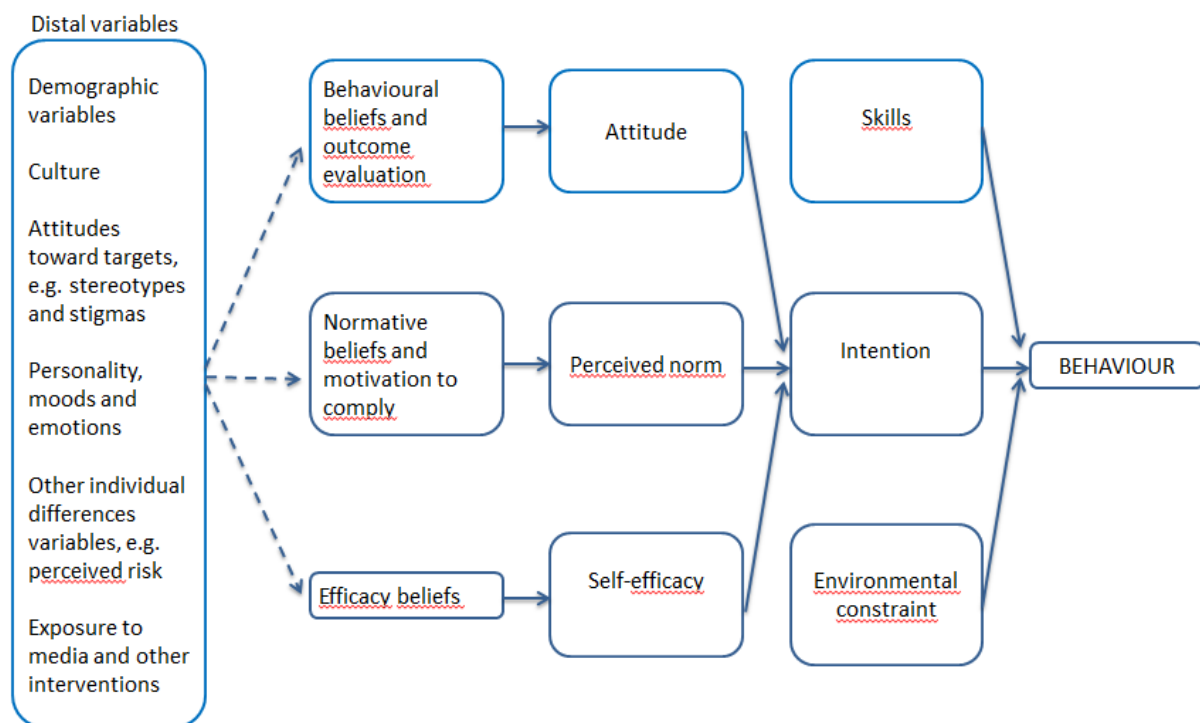 Distal variables
Demographic
variables
Culture
Attitudes
toward targets,
e.g. stereotypes
and stigmas
Personality,
moods and
emotions
Other individual
differences
variables, e.g.
perceived risk
Exposure to
media and other
interventions
Behavioural
beliefs and
outcome
evaluation
Normative
beliefs and
motivation to
comply
Efficacy beliefs
Attitude
Perceived norm
Self-efficacy
Skills
Intention
Environmental
constraint
BEHAVIOUR